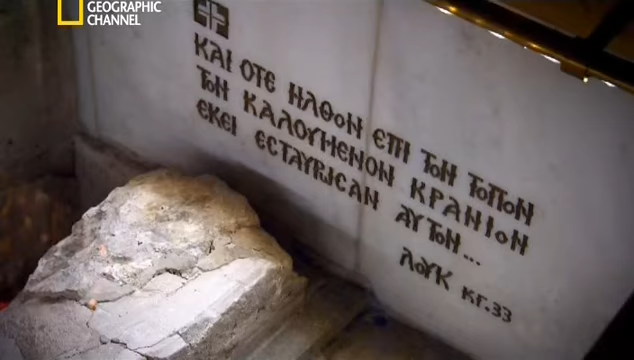 GEOGRAPHIC
CHANNEL
ΚΑΙ ΟΤΕ ΗΛΘΟΝ ΕΠΙ ΤΟΝ ΤΟΠΟΝ
ΤΟΝ ΚΑΛΟΥΜΕΝΟΝ ΚΡΑΝΙΟΝ
ΕΚΕΙ ΕϹΤΑΥΡΩϹΑΝ ΑΥΤΟΝ...
ΛΟΥΚ ΚΓ.33